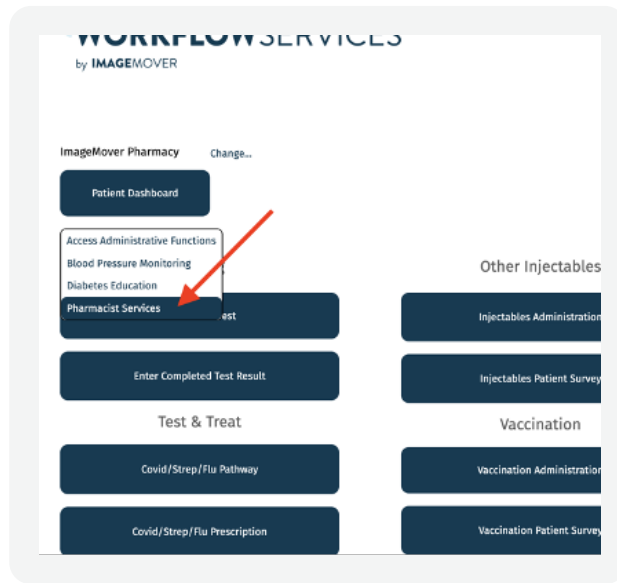 WORKFLOWSERVICES
by IMAGEMOVER
ImageMover Pharmacy Change...
Patient Dashboard
Access Administrative Functions
Blood Pressure Monitoring
Diabetes Education
Pharmacist Services
est
Enter Completed Test Result
Test & Treat
Covid/Strep/Flu Pathway
Covid/Strep/Flu Prescription
Other Injectables
Injectables Administration
Injectables Patient Survey
Vaccination
Vaccination Administration
Vaccination Patient Survey